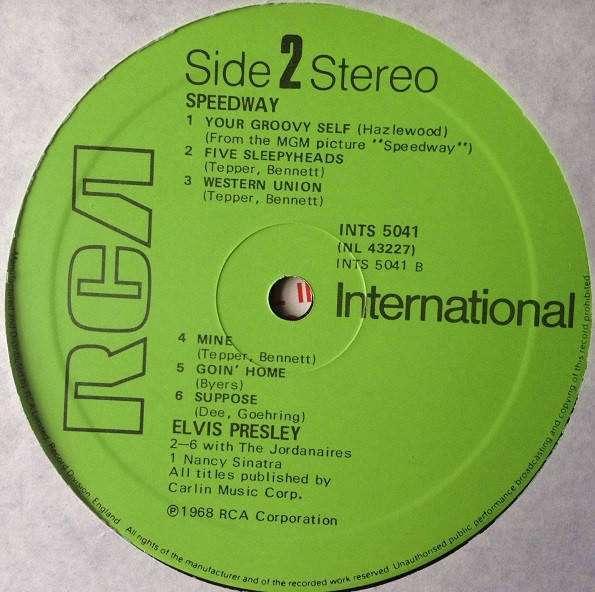 Side 2 Stereo
SPEEDWAY
1 YOUR GROOVY SELF (Hazlewood)
(From the MGM picture "Speedway")
2 FIVE SLEEPYHEADS
(Tepper, Bennett)
3 WESTERN UNION
(Tepper, Bennett)
INTS 5041
(NL 43227)
INTS 5041 B
RCA
International
4 MINE
(Tepper, Bennett)
5 GOIN' HOME
(Byers)
6 SUPPOSE
(Dee, Goehring)
ELVIS PRESLEY
2–6 with The Jordanaires
1 Nancy Sinatra
All titles published by
Carlin Music Corp.
℗1968 RCA Corporation
Record Division, England All rights of the manufacturer and of the recorded work reserved Unauthorised public performance broadcasting and copying of this record prohibited.